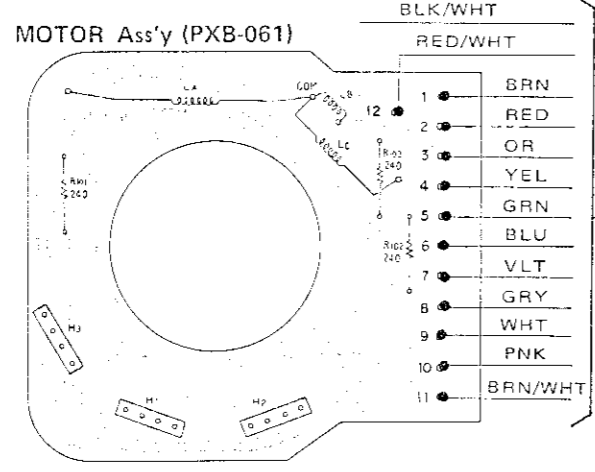 BLK/WHT
MOTOR Ass'y (PXB-061)
RED/WHT
LA
COM
LB
12
1 BRN
2 RED
LC
R103
240
3 OR
R101
240
4 YEL
5 GRN
R102
240
6 BLU
7 VLT
8 GRY
H3
9 WHT
10 PNK
H1
H2
11 BRN/WHT